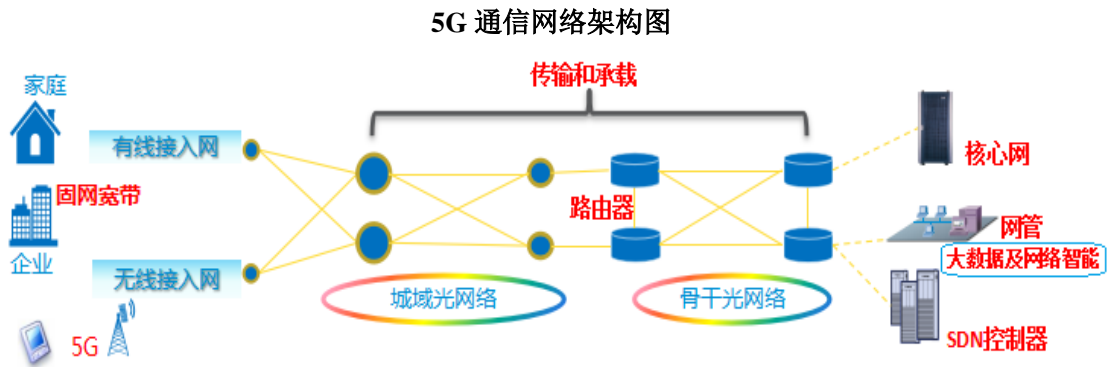 5G 通信网络架构图
传输和承载
家庭
有线接入网
核心网
固网宽带
路由器
网管
大数据及网络智能
企业
无线接入网
城域光网络
骨干光网络
5G
SDN控制器